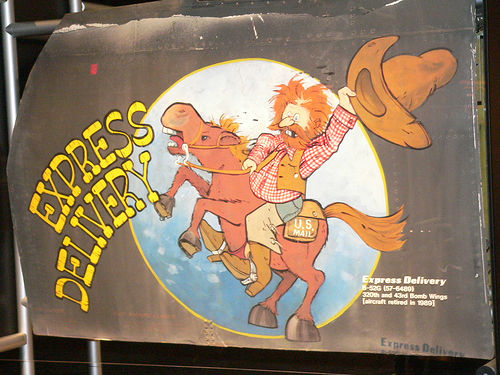 EXPRESS
DELIVERY
U.S.
MAIL
Express Delivery
B-52G (57-6489)
320th and 43rd Bomb Wings
[aircraft retired in 1989]
Express Delivery